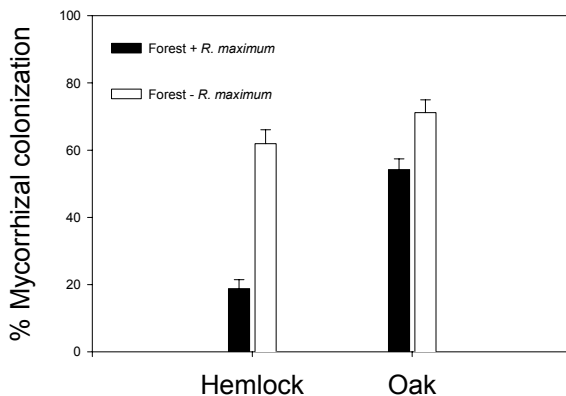 % Mycorrhizal colonization
100
80
60
40
20
0
Forest + R. maximum
Forest - R. maximum
Hemlock Oak